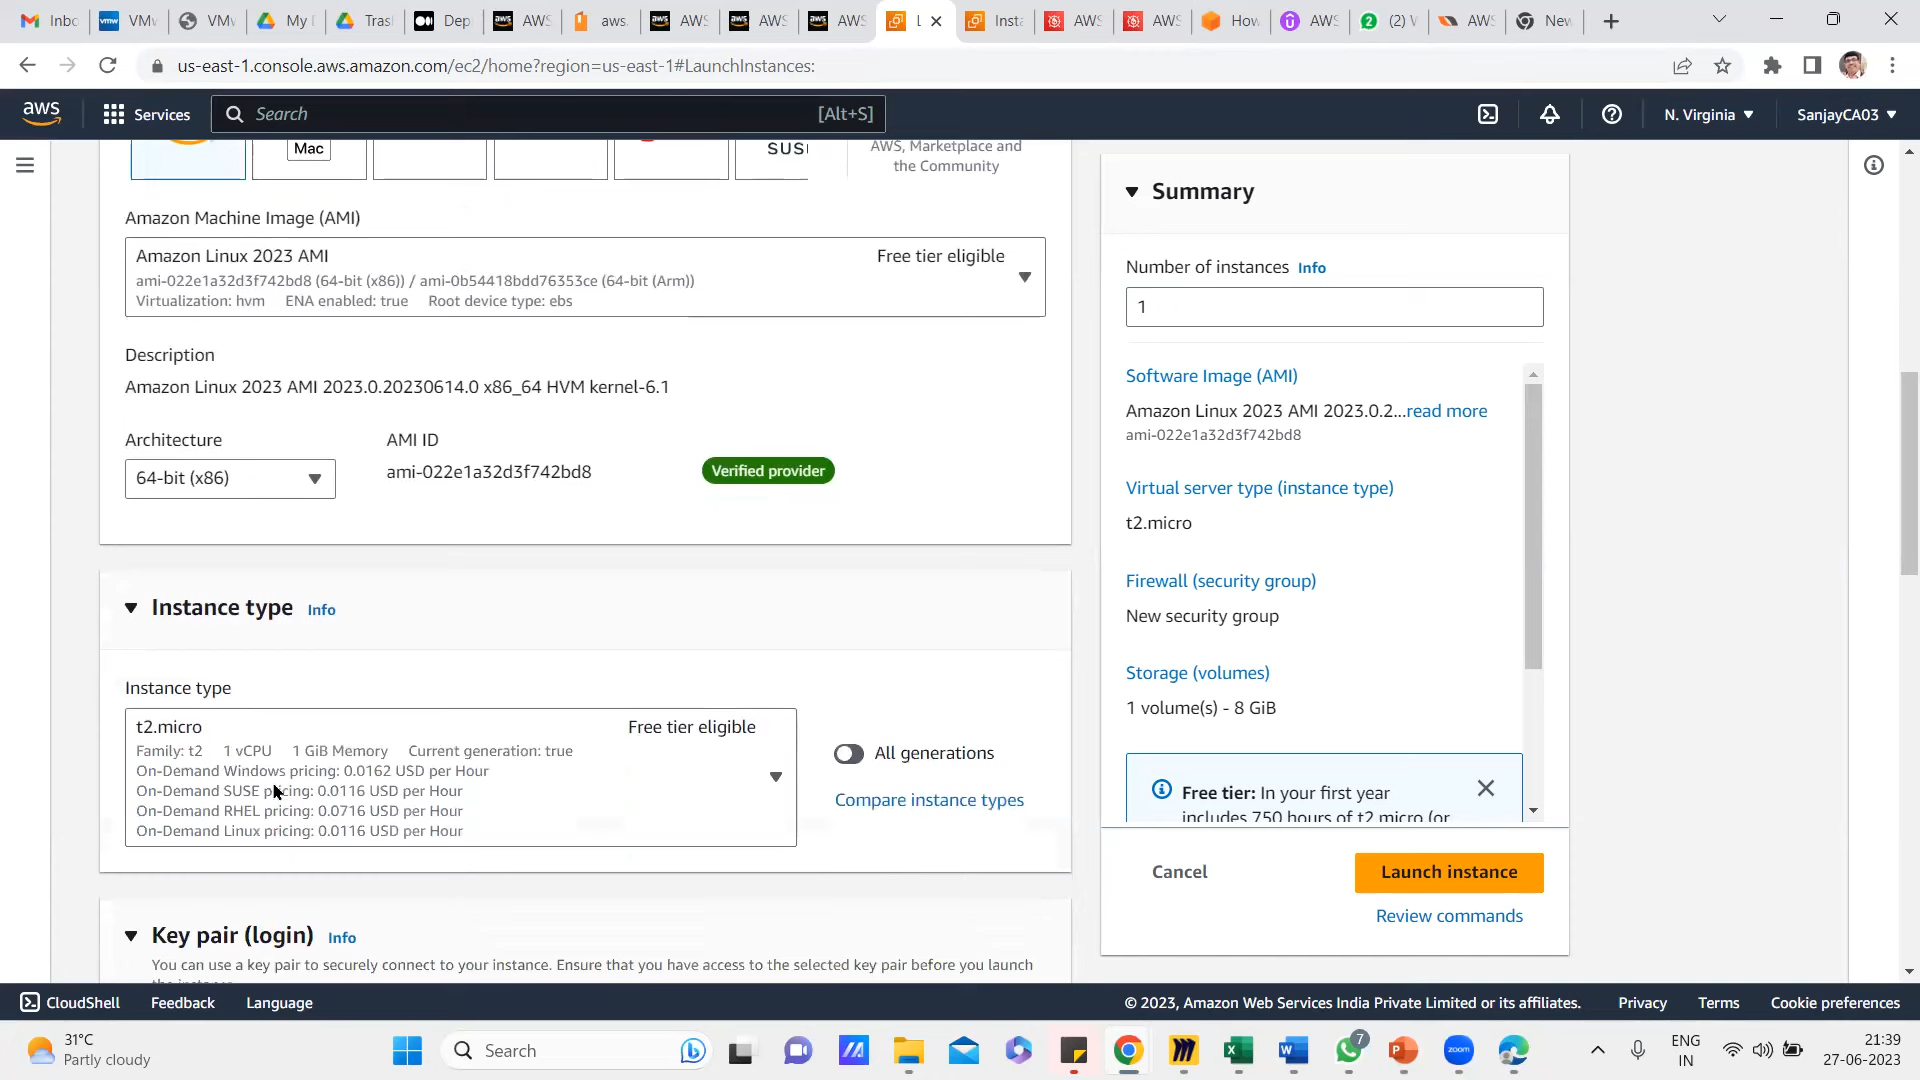 Inbo
VMw
VMw
My D
Trash
Dep
AWS
aws.
AWS
AWS
AWS
L
Insta
AWS
AWS
How
AWS
(2) W
AWS
New
us-east-1.console.aws.amazon.com/ec2/home?region=us-east-1#LaunchInstances:
aws
Services
Search
[Alt+S]
N. Virginia
SanjayCA03
Mac
SUS
AWS, Marketplace and
the Community
Amazon Machine Image (AMI)
Amazon Linux 2023 AMI
Free tier eligible
ami-022e1a32d3f742bd8 (64-bit (x86)) / ami-0b54418bdd76353ce (64-bit (Arm))
Virtualization: hvm ENA enabled: true Root device type: ebs
Description
Amazon Linux 2023 AMI 2023.0.20230614.0 x86_64 HVM kernel-6.1
Architecture
AMI ID
64-bit (x86)
ami-022e1a32d3f742bd8
Verified provider
Instance type Info
Instance type
t2.micro
Free tier eligible
Family: t2 1 vCPU 1 GiB Memory Current generation: true
On-Demand Windows pricing: 0.0162 USD per Hour
On-Demand SUSE pricing: 0.0116 USD per Hour
On-Demand RHEL pricing: 0.0716 USD per Hour
On-Demand Linux pricing: 0.0116 USD per Hour
All generations
Compare instance types
Key pair (login) Info
You can use a key pair to securely connect to your instance. Ensure that you have access to the selected key pair before you launch
Summary
Number of instances Info
1
Software Image (AMI)
Amazon Linux 2023 AMI 2023.0.2...read more
ami-022e1a32d3f742bd8
Virtual server type (instance type)
t2.micro
Firewall (security group)
New security group
Storage (volumes)
1 volume(s) - 8 GiB
Free tier: In your first year
includes 750 hours of t2.micro (or
Cancel
Launch instance
Review commands
CloudShell
Feedback
Language
© 2023, Amazon Web Services India Private Limited or its affiliates.
Privacy
Terms
Cookie preferences
31°C
Partly cloudy
Search
7
zoom
ENG
IN
21:39
27-06-2023